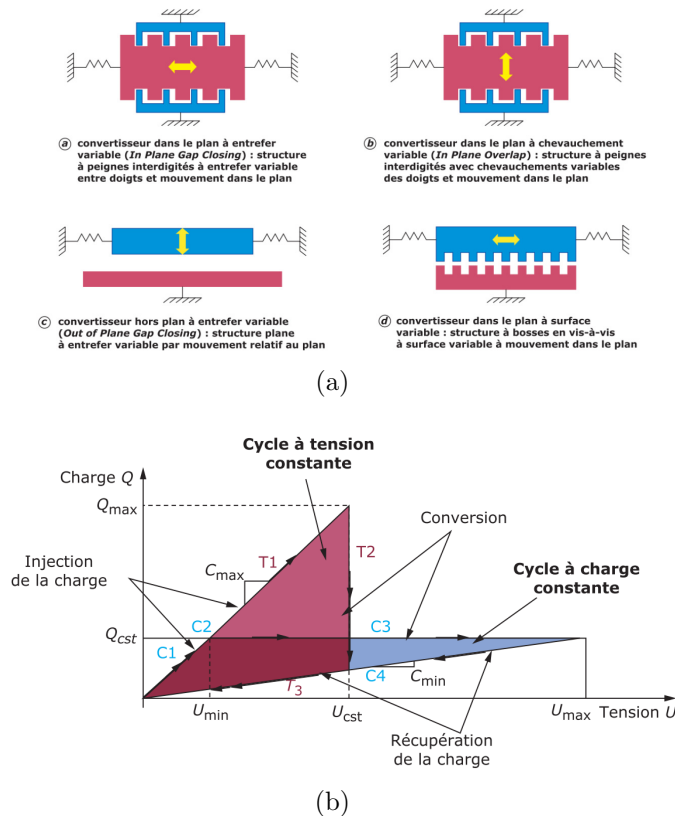 ⓐ convertisseur dans le plan à entrefer
variable (In Plane Gap Closing) : structure
à peignes interdigités à entrefer variable
entre doigts et mouvement dans le plan
ⓑ convertisseur dans le plan à chevauchement
variable (In Plane Overlap) : structure à peignes
interdigités avec chevauchements variables
des doigts et mouvement dans le plan
ⓒ convertisseur hors plan à entrefer variable
(Out of Plane Gap Closing) : structure plane
à entrefer variable par mouvement relatif au plan
ⓓ convertisseur dans le plan à surface
variable : structure à bosses en vis-à-vis
à surface variable à mouvement dans le plan
(a)
Cycle à tension
constante
Charge Q
Qmax
Injection
de la charge
T1
Cmax
T2
Conversion
Cycle à charge
constante
Qcst
C2
C3
C1
T3
C4
Cmin
Umin
Ucst
Umax
Tension U
Récupération
de la charge
(b)